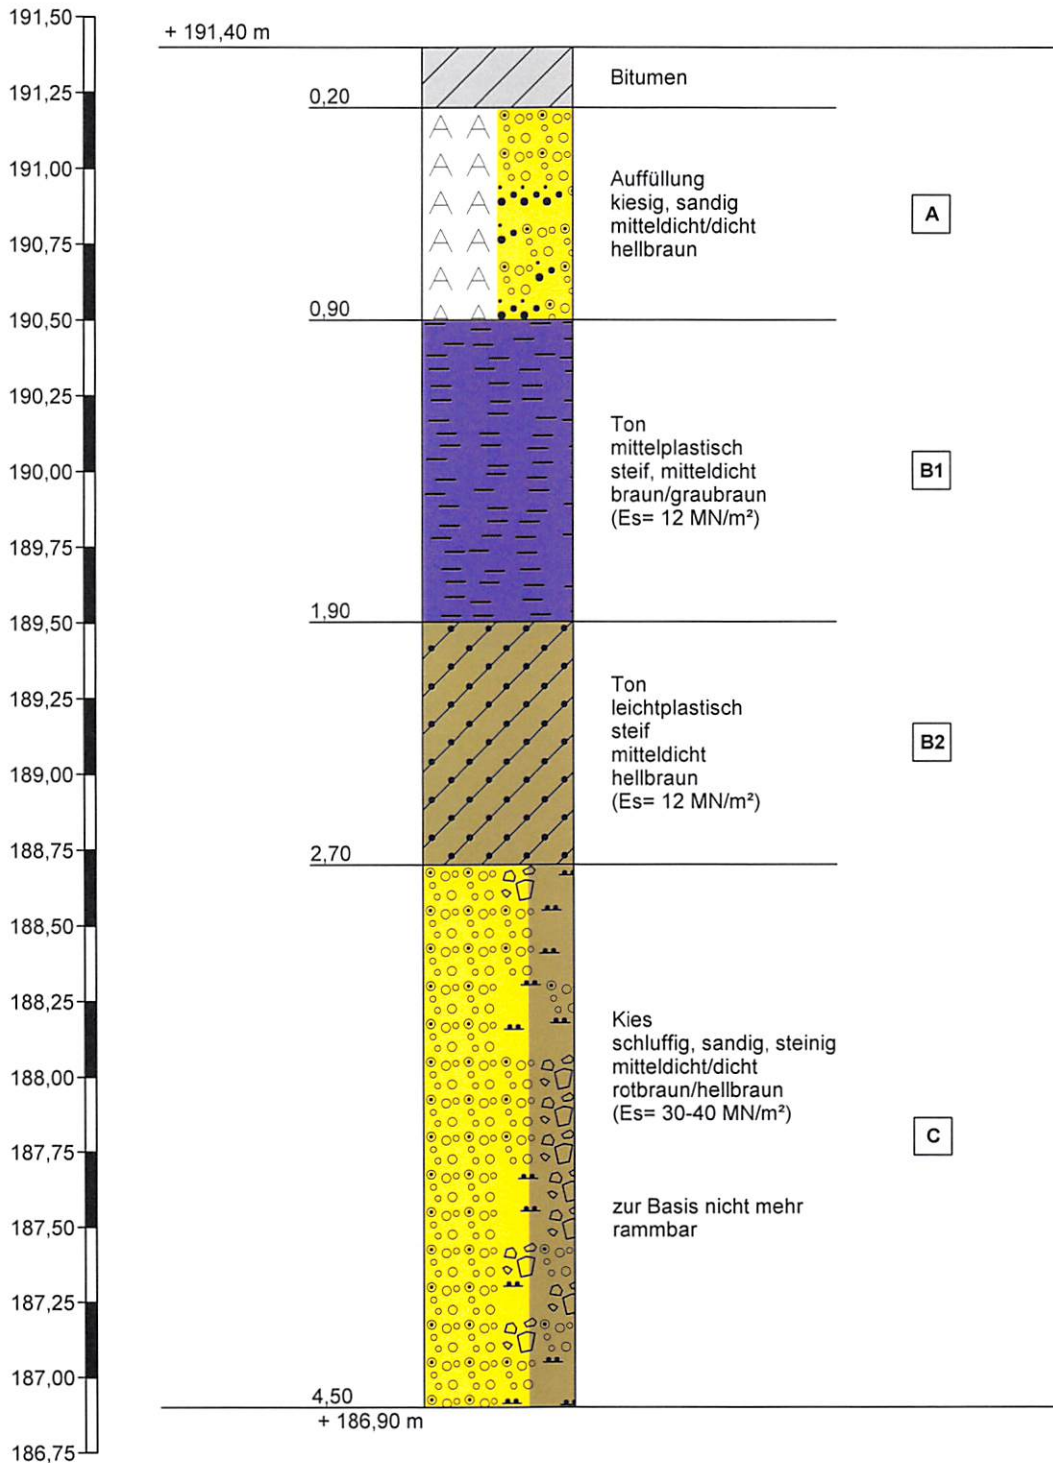 191,50
191,25
191,00
190,75
190,50
190,25
190,00
189,75
189,50
189,25
189,00
188,75
188,50
188,25
188,00
187,75
187,50
187,25
187,00
186,75
+ 191,40 m
Bitumen
0,20
Auffüllung
kiesig, sandig
mitteldicht/dicht
hellbraun
A
0,90
Ton
mittelplastisch
steif, mitteldicht
braun/graubraun
(Es= 12 MN/m²)
B1
1,90
Ton
leichtplastisch
steif
mitteldicht
hellbraun
(Es= 12 MN/m²)
B2
2,70
Kies
schluffig, sandig, steinig
mitteldicht/dicht
rotbraun/hellbraun
(Es= 30-40 MN/m²)
C
zur Basis nicht mehr
rammbar
4,50
+ 186,90 m